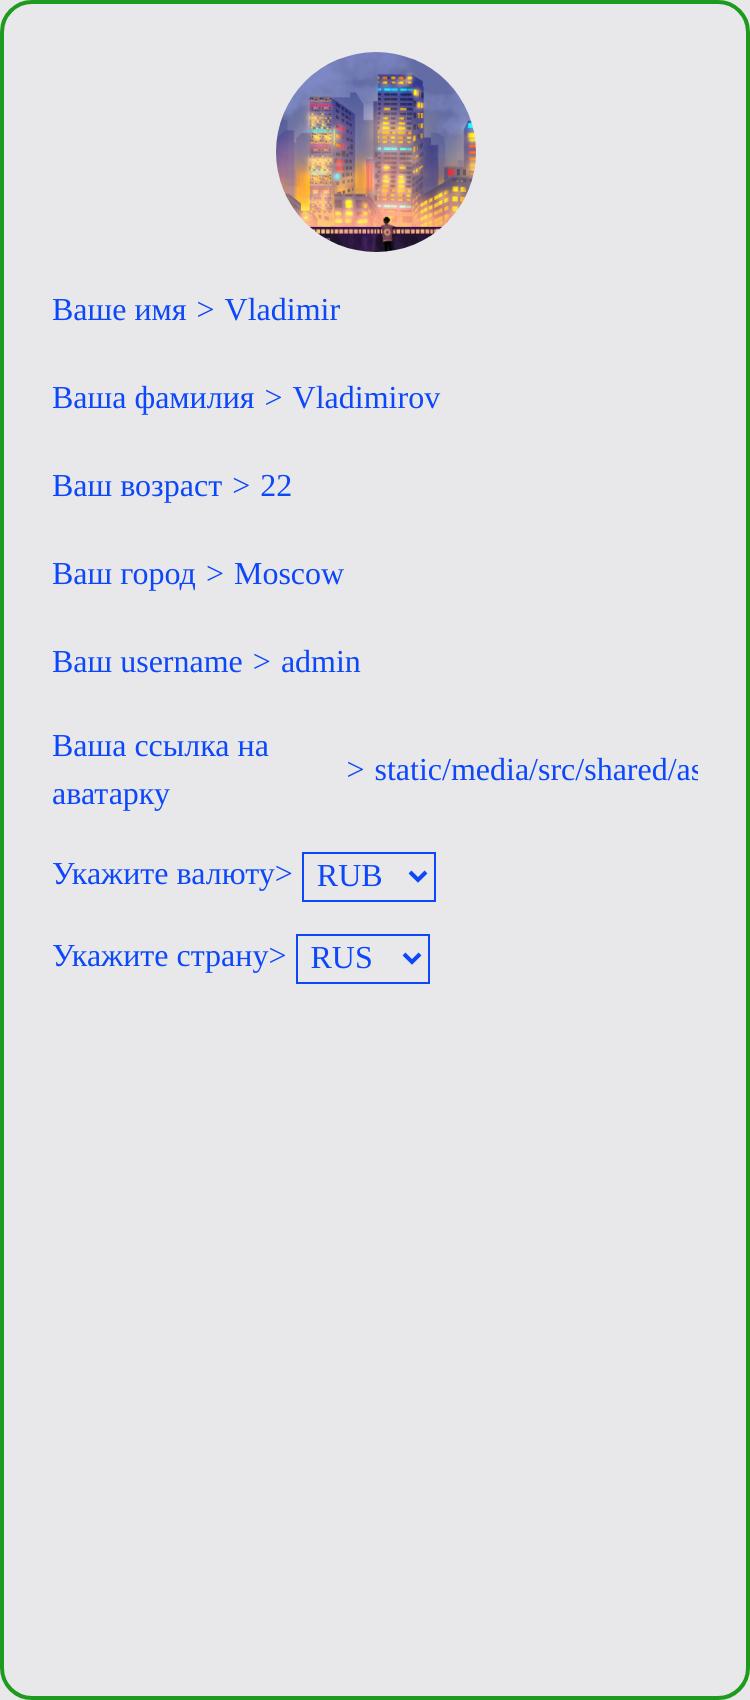 Ваше имя > Vladimir
Ваша фамилия > Vladimirov
Ваш возраст > 22
Ваш город > Moscow
Ваш username > admin
Ваша ссылка на
аватарку
> static/media/src/shared/as
Укажите валюту> RUB
Укажите страну> RUS